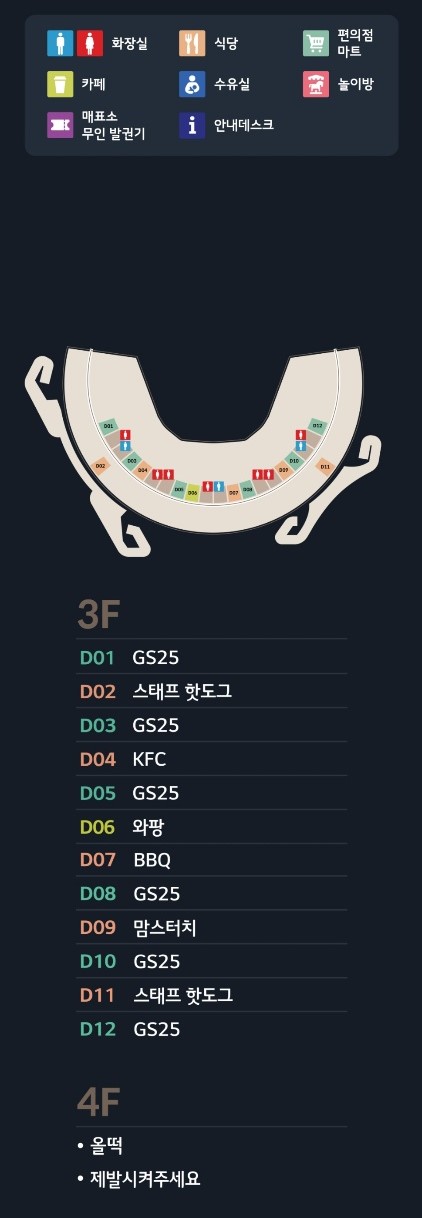 화장실
식당
편의점
마트
카페
수유실
놀이방
매표소
무인 발권기
안내데스크
D01
D12
D02
D03
D04
D05
D06
D07
D08
D09
D10
D11
3F
D01 GS25
D02 스태프 핫도그
D03 GS25
D04 KFC
D05 GS25
D06 와팡
D07 BBQ
D08 GS25
D09 맘스터치
D10 GS25
D11 스태프 핫도그
D12 GS25
4F
• 올떡
• 제발시켜주세요